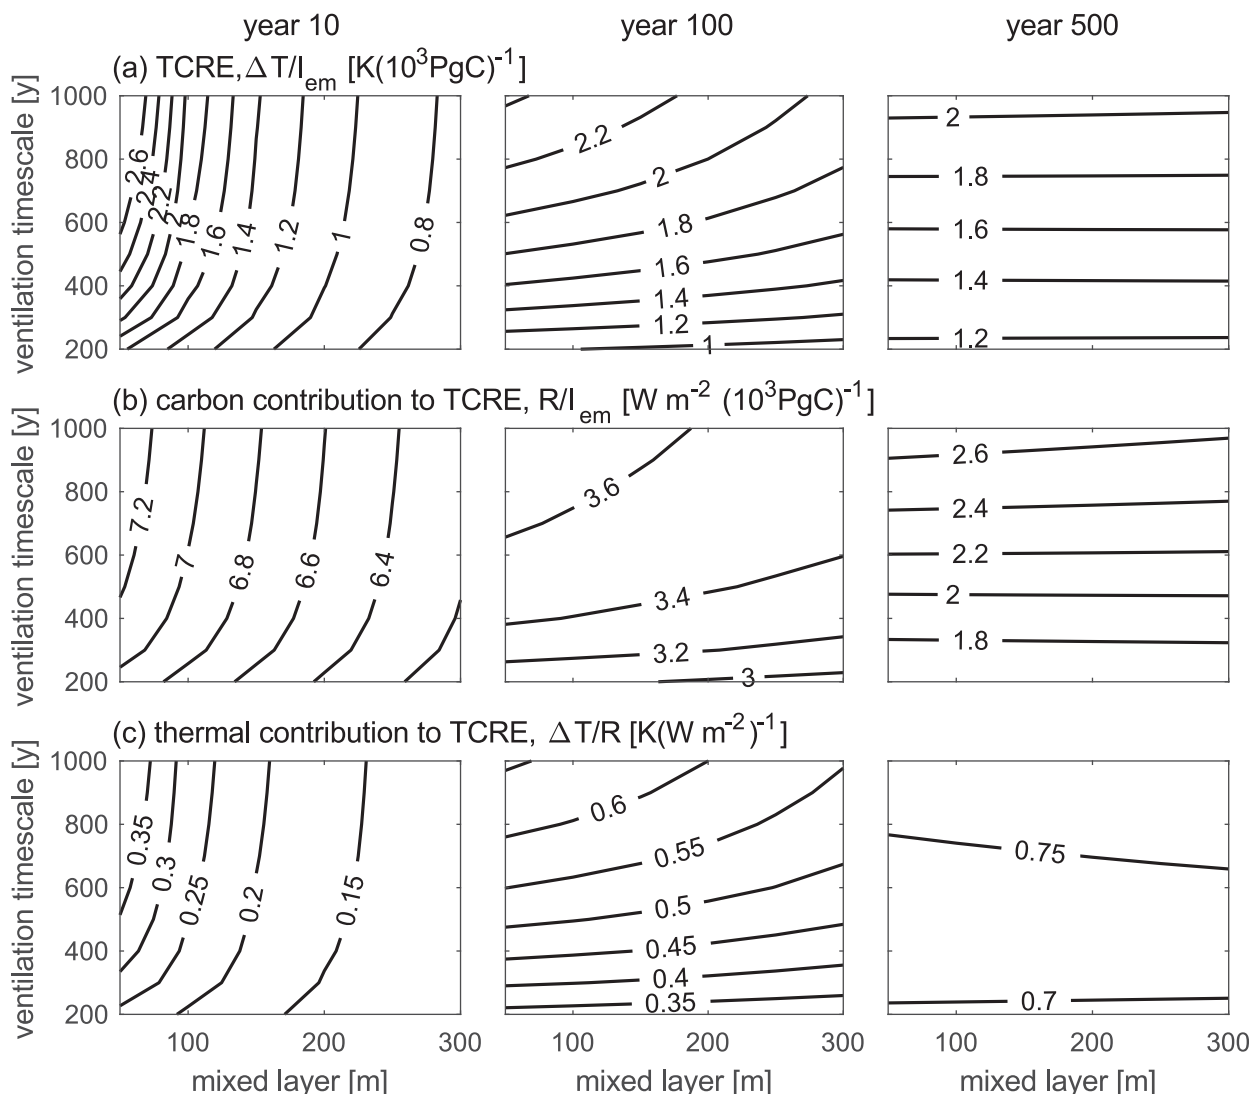 year 10 year 100 year 500
(a) TCRE, ΔT/I_em [K(10³PgC)⁻¹]
ventilation timescale [y]
1000
800
600
400
200
2.6 2.4 2.2 2 1.8 1.6 1.4 1.2 1 0.8
2.2 2 1.8 1.6 1.4 1.2 1
2 1.8 1.6 1.4 1.2
(b) carbon contribution to TCRE, R/I_em [W m⁻² (10³PgC)⁻¹]
ventilation timescale [y]
1000
800
600
400
200
7.2 7 6.8 6.6 6.4
3.6 3.4 3.2 3
2.6 2.4 2.2 2 1.8
(c) thermal contribution to TCRE, ΔT/R [K(W m⁻²)⁻¹]
ventilation timescale [y]
1000
800
600
400
200
0.35 0.3 0.25 0.2 0.15
0.6 0.55 0.5 0.45 0.4 0.35
0.75 0.7
100 200 300 100 200 300 100 200 300
mixed layer [m] mixed layer [m] mixed layer [m]